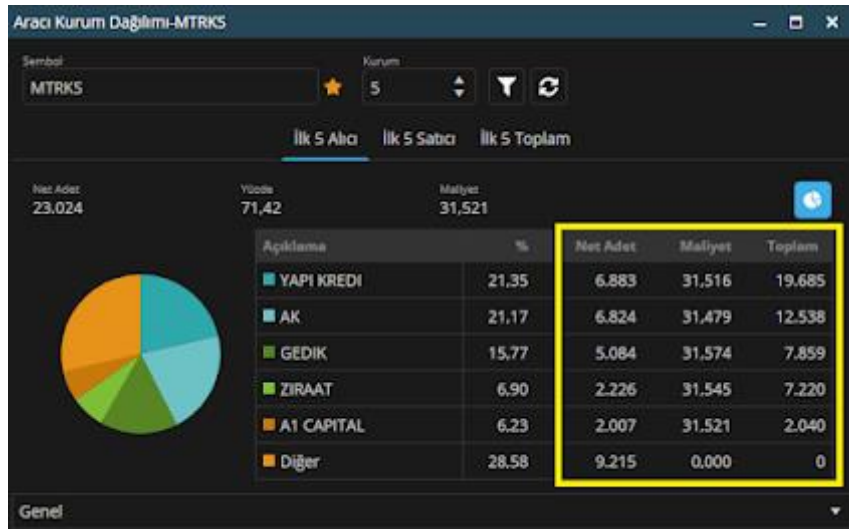 Aracı Kurum Dağılımı-MTRKS
Sembol Kurum
MTRKS 5
İlk 5 Alıcı İlk 5 Satıcı İlk 5 Toplam
Net Adet Yüzde Maliyet
23.024 71,42 31,521
Açıklama % Net Adet Maliyet Toplam
YAPI KREDI 21,35 6.883 31,516 19.685
AK 21,17 6.824 31,479 12.538
GEDIK 15,77 5.084 31,574 7.859
ZIRAAT 6,90 2.226 31,545 7.220
A1 CAPITAL 6,23 2.007 31,521 2.040
Diğer 28,58 9.215 0,000 0
Genel